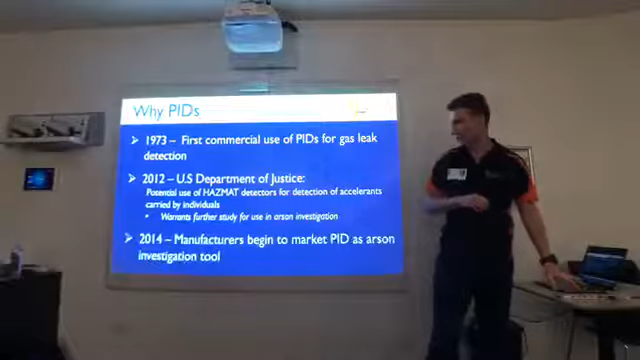 Why PIDs
➢ 1973 – First commercial use of PIDs for gas leak
detection
➢ 2012 – U.S Department of Justice:
Potential use of HAZMAT detectors for detection of accelerants
carried by individuals
• Warrants further study for use in arson investigation
➢ 2014 – Manufacturers begin to market PID as arson
investigation tool